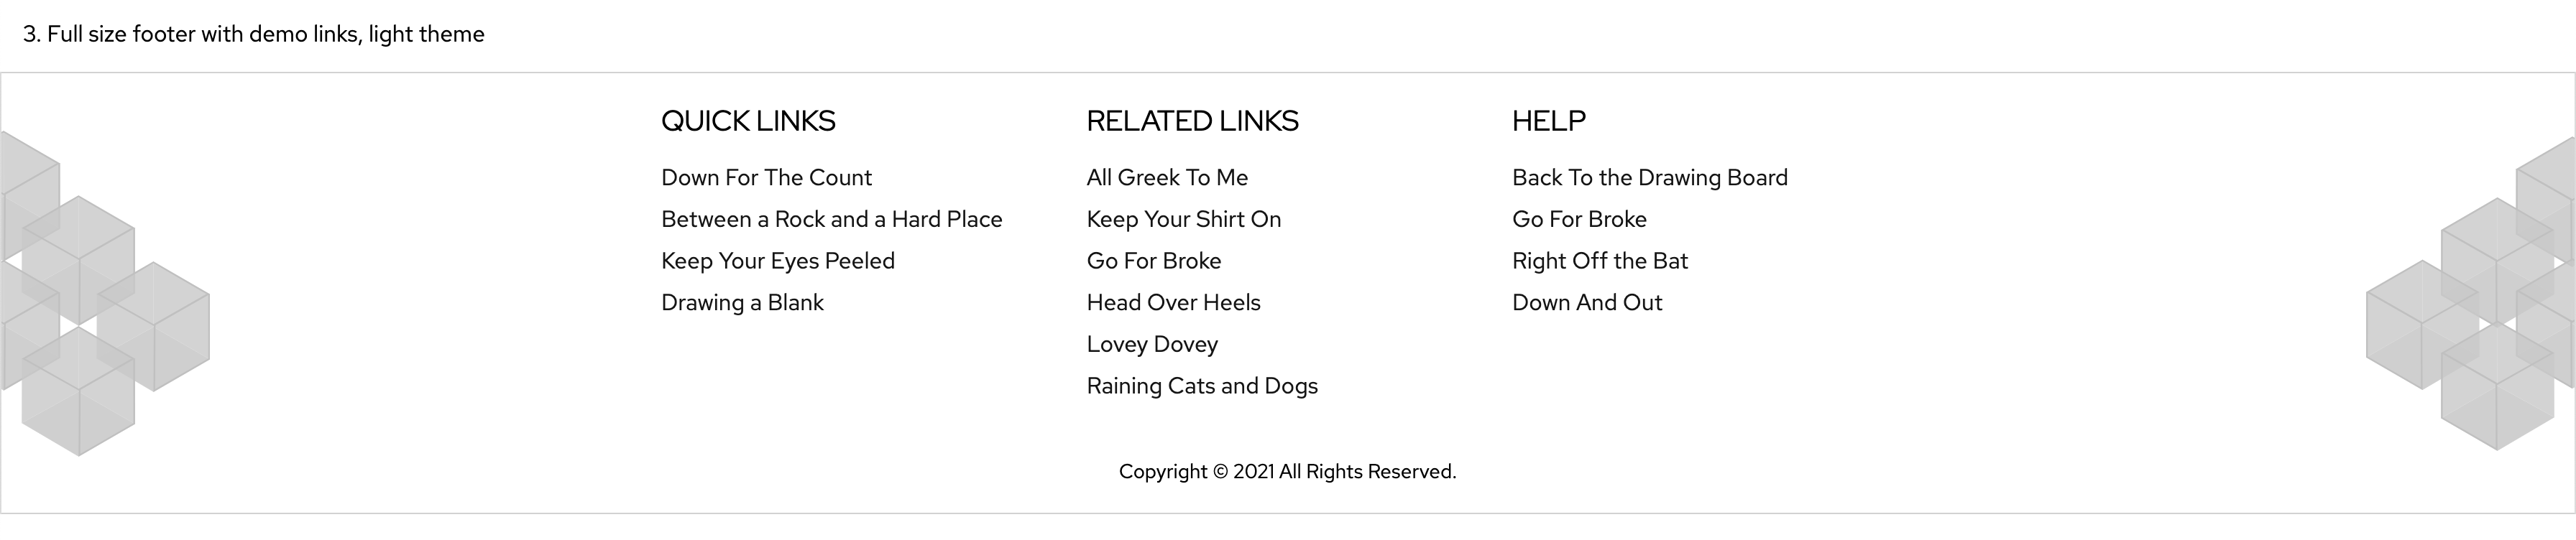 3. Full size footer with demo links, light theme
QUICK LINKS
Down For The Count
Between a Rock and a Hard Place
Keep Your Eyes Peeled
Drawing a Blank
RELATED LINKS
All Greek To Me
Keep Your Shirt On
Go For Broke
Head Over Heels
Lovey Dovey
Raining Cats and Dogs
HELP
Back To the Drawing Board
Go For Broke
Right Off the Bat
Down And Out
Copyright © 2021 All Rights Reserved.